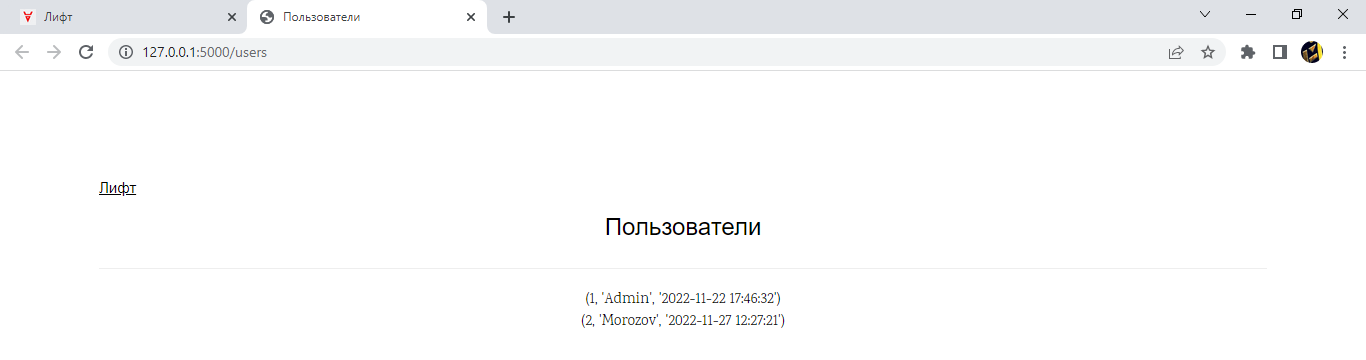 Лифт
Пользователи
127.0.0.1:5000/users
Лифт
Пользователи
(1, 'Admin', '2022-11-22 17:46:32')
(2, 'Morozov', '2022-11-27 12:27:21')